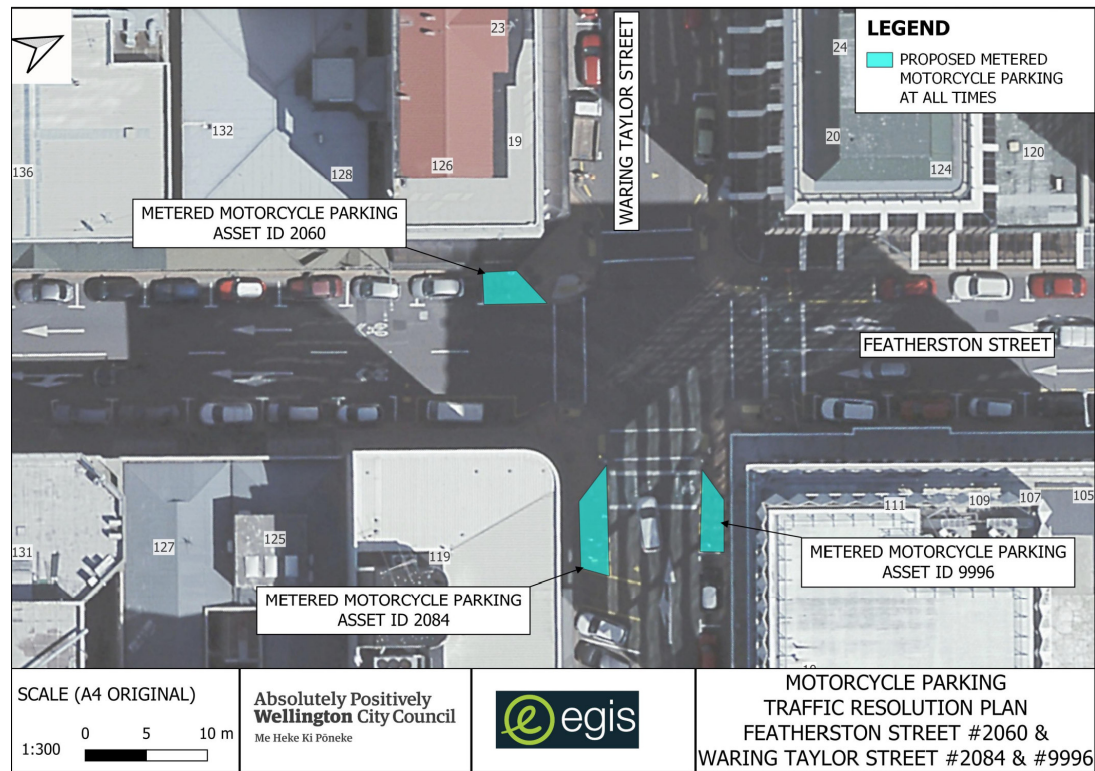 LEGEND
PROPOSED METERED
MOTORCYCLE PARKING
AT ALL TIMES
WARING TAYLOR STREET
23
24
19
20
132
126
128
136
124
120
METERED MOTORCYCLE PARKING
ASSET ID 2060
FEATHERSTON STREET
111
109
107
105
131
127
125
119
METERED MOTORCYCLE PARKING
ASSET ID 9996
METERED MOTORCYCLE PARKING
ASSET ID 2084
SCALE (A4 ORIGINAL)
1:300
0 5 10 m
Absolutely Positively
Wellington City Council
Me Heke Ki Pōneke
egis
MOTORCYCLE PARKING
TRAFFIC RESOLUTION PLAN
FEATHERSTON STREET #2060 &
WARING TAYLOR STREET #2084 & #9996